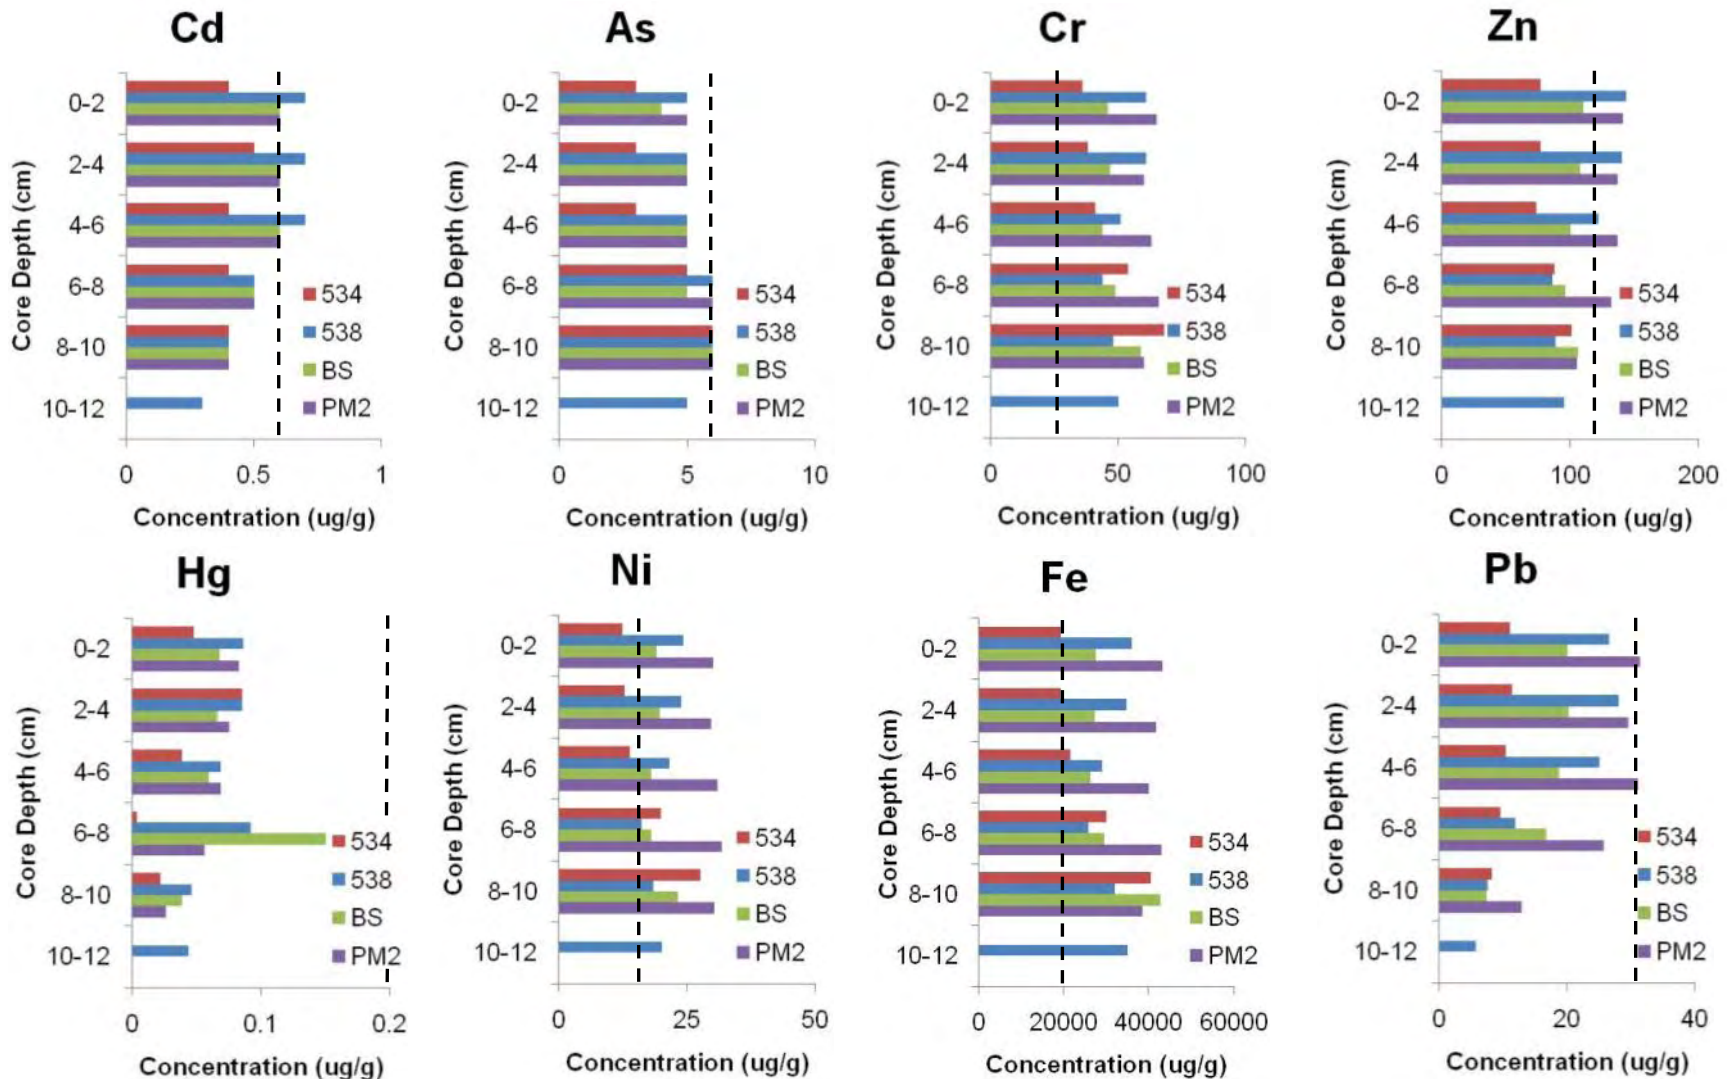 Cd
Core Depth (cm)
0-2
2-4
4-6
6-8
8-10
10-12
534
538
BS
PM2
0 0.5 1
Concentration (ug/g)
As
Core Depth (cm)
0-2
2-4
4-6
6-8
8-10
10-12
534
538
BS
PM2
0 5 10
Concentration (ug/g)
Cr
Core Depth (cm)
0-2
2-4
4-6
6-8
8-10
10-12
534
538
BS
PM2
0 50 100
Concentration (ug/g)
Zn
Core Depth (cm)
0-2
2-4
4-6
6-8
8-10
10-12
534
538
BS
PM2
0 100 200
Concentration (ug/g)
Hg
Core Depth (cm)
0-2
2-4
4-6
6-8
8-10
10-12
534
538
BS
PM2
0 0.1 0.2
Concentration (ug/g)
Ni
Core Depth (cm)
0-2
2-4
4-6
6-8
8-10
10-12
534
538
BS
PM2
0 25 50
Concentration (ug/g)
Fe
Core Depth (cm)
0-2
2-4
4-6
6-8
8-10
10-12
534
538
BS
PM2
0 20000 40000 60000
Concentration (ug/g)
Pb
Core Depth (cm)
0-2
2-4
4-6
6-8
8-10
10-12
534
538
BS
PM2
0 20 40
Concentration (ug/g)